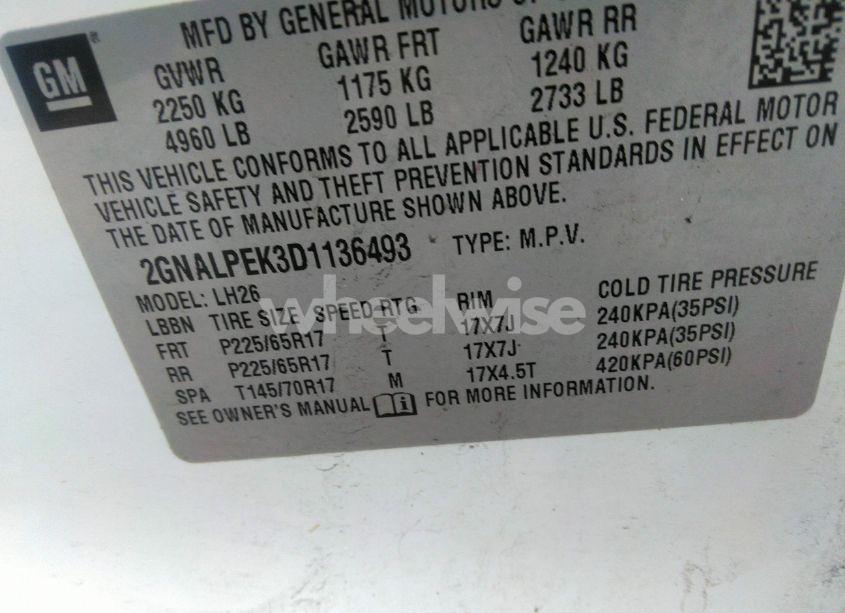 GM
MFD BY GENERAL MOTORS OF
GVWR GAWR FRT GAWR RR
2250 KG 1175 KG 1240 KG
4960 LB 2590 LB 2733 LB
THIS VEHICLE CONFORMS TO ALL APPLICABLE U.S. FEDERAL MOTOR
VEHICLE SAFETY AND THEFT PREVENTION STANDARDS IN EFFECT ON
THE DATE OF MANUFACTURE SHOWN ABOVE.
2GNALPEK3D1136493 TYPE: M.P.V.
MODEL: LH26
LBBN TIRE SIZE SPEED RTG RIM COLD TIRE PRESSURE
FRT P225/65R17 T 17X7J 240KPA(35PSI)
RR P225/65R17 T 17X7J 240KPA(35PSI)
SPA T145/70R17 M 17X4.5T 420KPA(60PSI)
SEE OWNER'S MANUAL i FOR MORE INFORMATION.
wheelwise